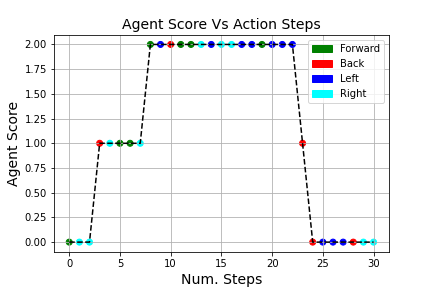 Agent Score Vs Action Steps
Agent Score
2.00
1.75
1.50
1.25
1.00
0.75
0.50
0.25
0.00
Forward
Back
Left
Right
0 5 10 15 20 25 30
Num. Steps